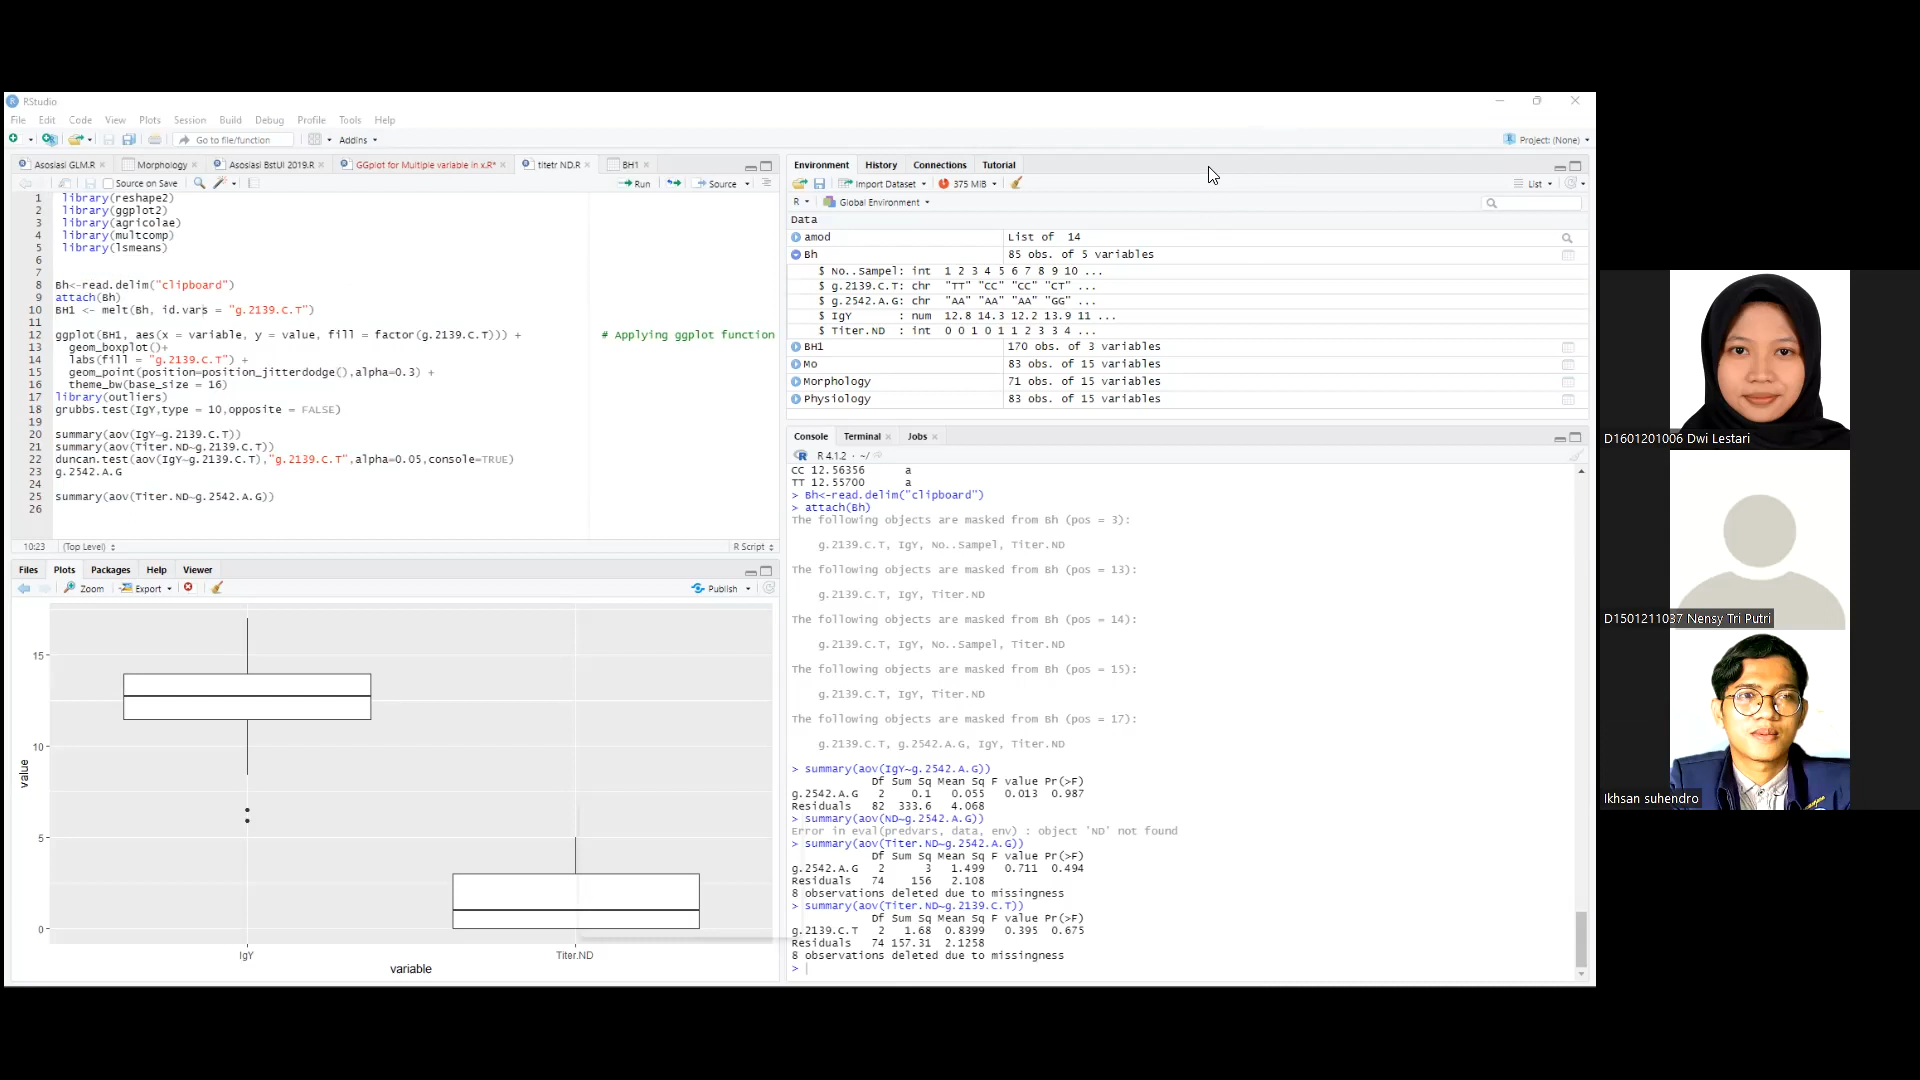 RStudio
File Edit Code View Plots Session Build Debug Profile Tools Help
Go to file/function Addins Project: (None)
Asosiasi GLM.R Morphology Asosiasi BstUI 2019.R GGplot for Multiple variable in x.R* titetr ND.R BH1
Source on Save Run Source
1 library(reshape2)
2 library(ggplot2)
3 library(agricolae)
4 library(multcomp)
5 library(lsmeans)
6
7
8 Bh<-read.delim("clipboard")
9 attach(Bh)
10 BH1 <- melt(Bh, id.vars = "g.2139.C.T")
11
12 ggplot(BH1, aes(x = variable, y = value, fill = factor(g.2139.C.T))) + # Applying ggplot function
13 geom_boxplot()+
14 labs(fill = "g.2139.C.T") +
15 geom_point(position=position_jitterdodge(),alpha=0.3) +
16 theme_bw(base_size = 16)
17 library(outliers)
18 grubbs.test(IgY,type = 10,opposite = FALSE)
19
20 summary(aov(IgY~g.2139.C.T))
21 summary(aov(Titer.ND~g.2139.C.T))
22 duncan.test(aov(IgY~g.2139.C.T),"g.2139.C.T",alpha=0.05,console=TRUE)
23 g.2542.A.G
24
25 summary(aov(Titer.ND~g.2542.A.G))
26
10:23 (Top Level) R Script
Files Plots Packages Help Viewer
Zoom Export Publish
15
10
5
0
value
IgY Titer.ND
variable
Environment History Connections Tutorial
Import Dataset 375 MiB List
R Global Environment
Data
amod List of 14
Bh 85 obs. of 5 variables
$ No..Sampel: int 1 2 3 4 5 6 7 8 9 10 ...
$ g.2139.C.T: chr "TT" "CC" "CC" "CT" ...
$ g.2542.A.G: chr "AA" "AA" "AA" "GG" ...
$ IgY : num 12.8 14.3 12.2 13.9 11 ...
$ Titer.ND : int 0 0 1 0 1 1 2 3 3 4 ...
BH1 170 obs. of 3 variables
Mo 83 obs. of 15 variables
Morphology 71 obs. of 15 variables
Physiology 83 obs. of 15 variables
Console Terminal Jobs
R 4.1.2 · ~/
CC 12.56356 a
TT 12.55700 a
> Bh<-read.delim("clipboard")
> attach(Bh)
The following objects are masked from Bh (pos = 3):
g.2139.C.T, IgY, No..Sampel, Titer.ND
The following objects are masked from Bh (pos = 13):
g.2139.C.T, IgY, Titer.ND
The following objects are masked from Bh (pos = 14):
g.2139.C.T, IgY, No..Sampel, Titer.ND
The following objects are masked from Bh (pos = 15):
g.2139.C.T, IgY, Titer.ND
The following objects are masked from Bh (pos = 17):
g.2139.C.T, g.2542.A.G, IgY, Titer.ND
> summary(aov(IgY~g.2542.A.G))
Df Sum Sq Mean Sq F value Pr(>F)
g.2542.A.G 2 0.1 0.055 0.013 0.987
Residuals 82 333.6 4.068
> summary(aov(ND~g.2542.A.G))
Error in eval(predvars, data, env) : object 'ND' not found
> summary(aov(Titer.ND~g.2542.A.G))
Df Sum Sq Mean Sq F value Pr(>F)
g.2542.A.G 2 3 1.499 0.711 0.494
Residuals 74 156 2.108
8 observations deleted due to missingness
> summary(aov(Titer.ND~g.2139.C.T))
Df Sum Sq Mean Sq F value Pr(>F)
g.2139.C.T 2 1.68 0.8399 0.395 0.675
Residuals 74 157.31 2.1258
8 observations deleted due to missingness
>
D1601201006 Dwi Lestari
D1501211037 Nensy Tri Putri
Ikhsan suhendro